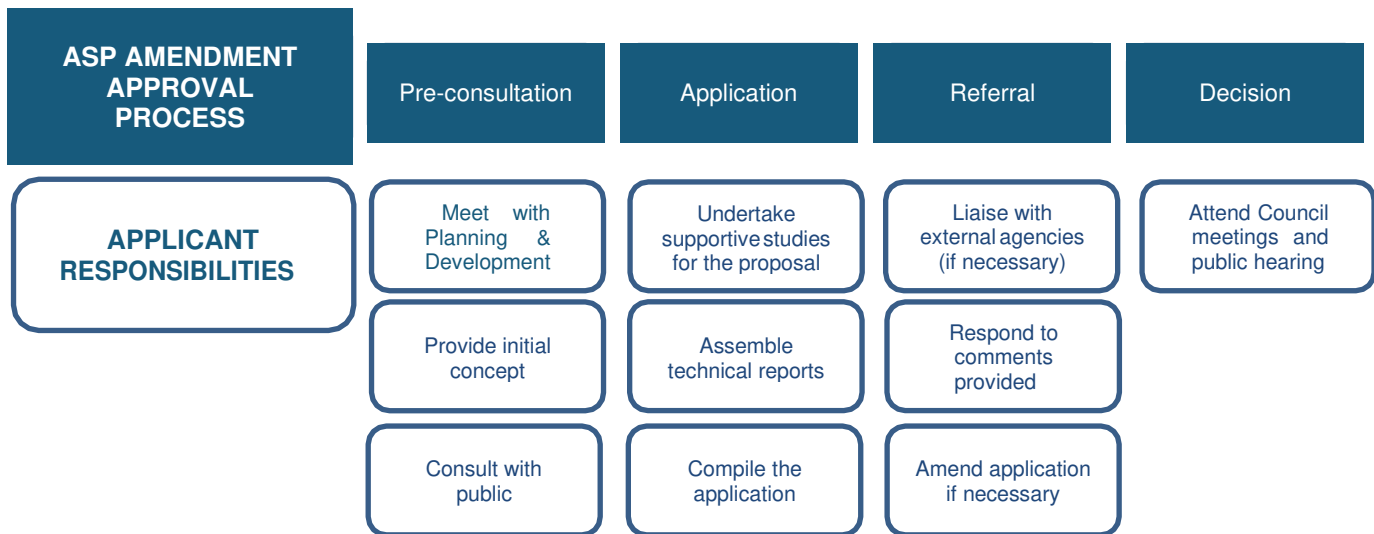 ASP AMENDMENT
APPROVAL
PROCESS
Pre-consultation
Application
Referral
Decision
APPLICANT
RESPONSIBILITIES
Meet with
Planning &
Development
Undertake
supportive studies
for the proposal
Liaise with
external agencies
(if necessary)
Attend Council
meetings and
public hearing
Provide initial
concept
Assemble
technical reports
Respond to
comments
provided
Consult with
public
Compile the
application
Amend application
if necessary